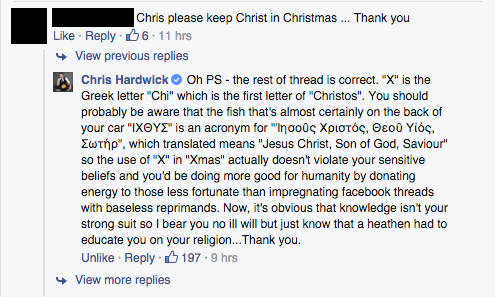 Chris please keep Christ in Christmas ... Thank you
Like · Reply · 6 · 11 hrs
View previous replies
Chris Hardwick Oh PS - the rest of thread is correct. "X" is the
Greek letter "Chi" which is the first letter of "Christos". You should
probably be aware that the fish that's almost certainly on the back of
your car "ΙΧΘΥΣ" is an acronym for "Ἰησοῦς Χριστός, Θεοῦ Υἱός,
Σωτήρ", which translated means "Jesus Christ, Son of God, Saviour"
so the use of "X" in "Xmas" actually doesn't violate your sensitive
beliefs and you'd be doing more good for humanity by donating
energy to those less fortunate than impregnating facebook threads
with baseless reprimands. Now, it's obvious that knowledge isn't your
strong suit so I bear you no ill will but just know that a heathen had to
educate you on your religion...Thank you.
Unlike · Reply · 197 · 9 hrs
View more replies